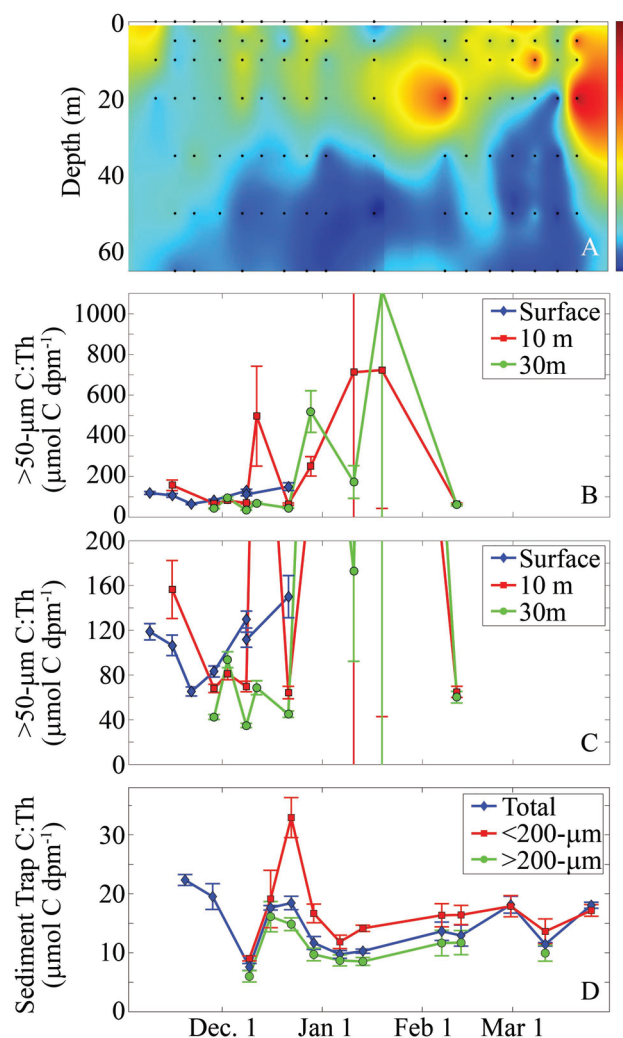 0
20
40
60
Depth (m)
A
1000
800
600
400
200
0
>50-µm C:Th
(µmol C dpm⁻¹)
Surface
10 m
30m
B
200
160
120
80
40
0
>50-µm C:Th
(µmol C dpm⁻¹)
Surface
10 m
30m
C
30
20
10
0
Sediment Trap C:Th
(µmol C dpm⁻¹)
Total
<200-µm
>200-µm
D
Dec. 1 Jan 1 Feb 1 Mar 1